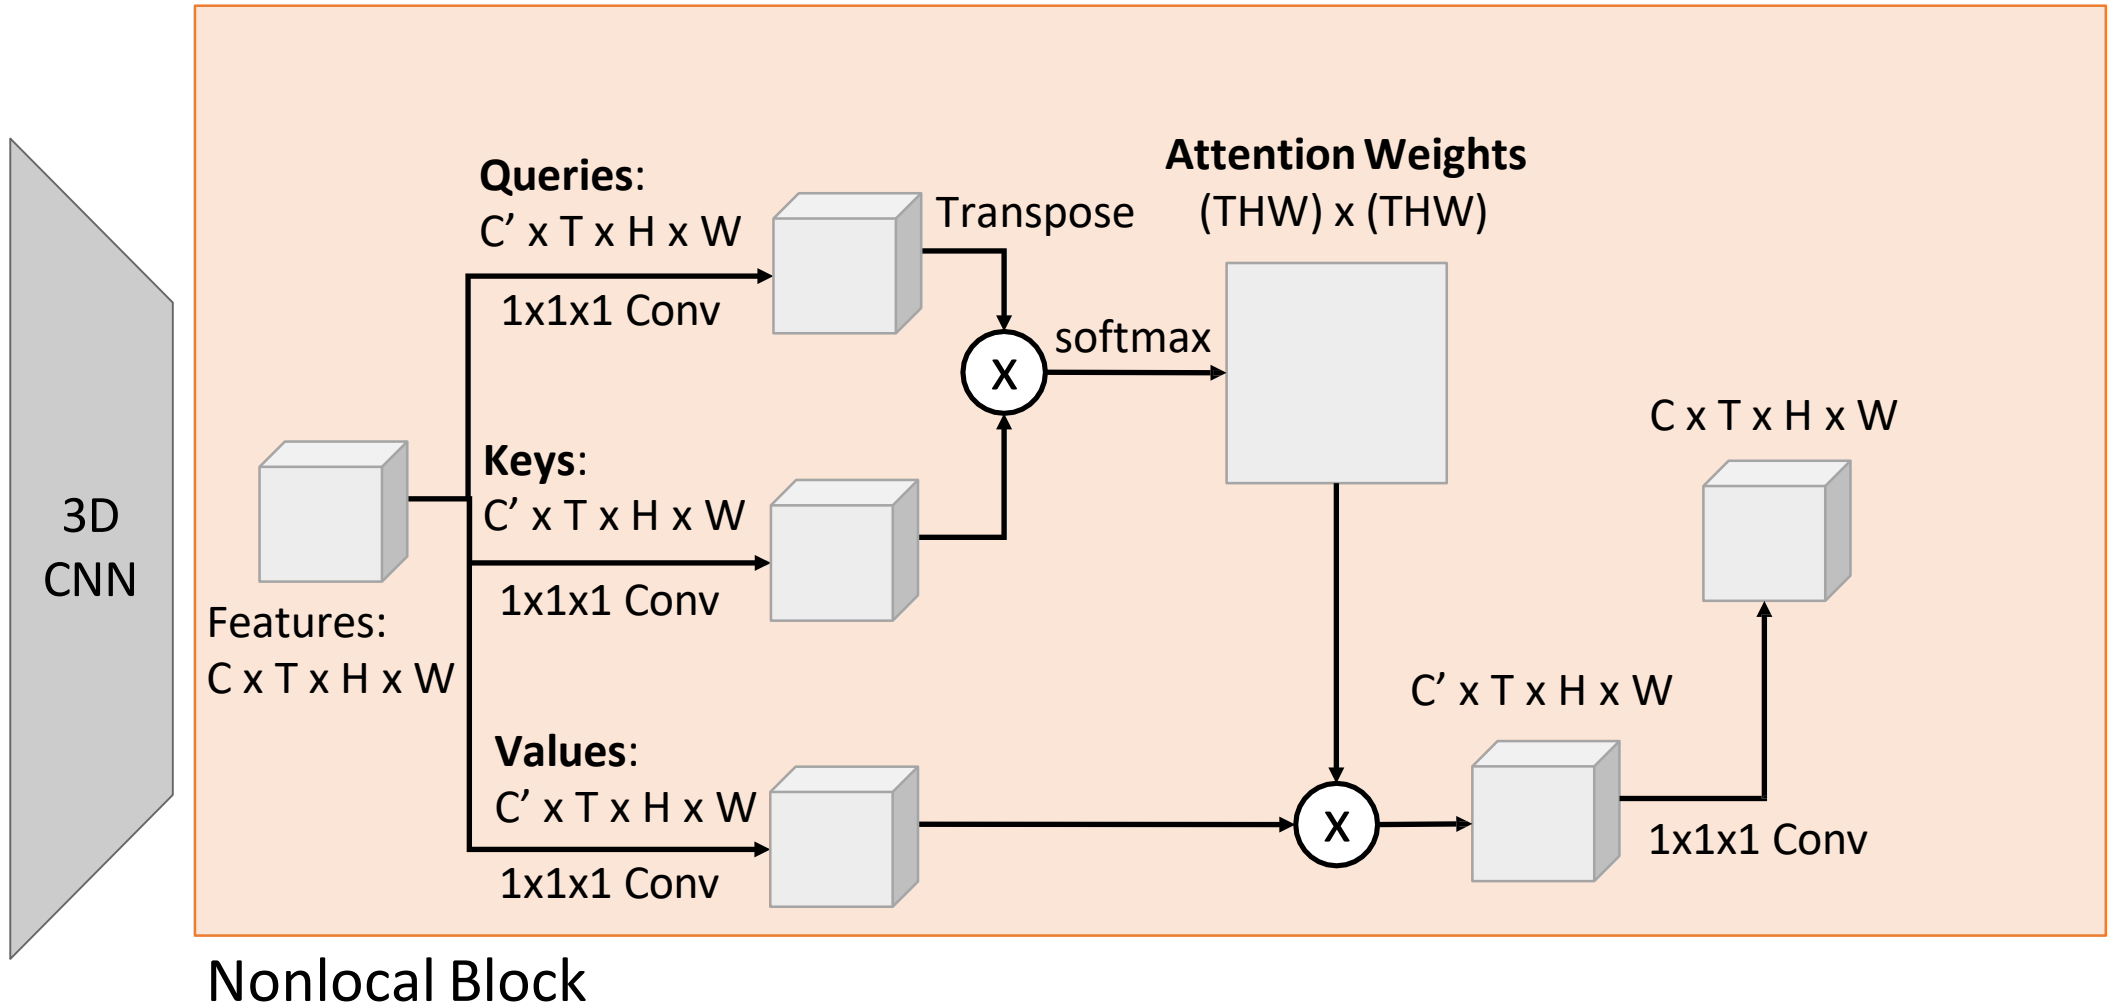 3D
CNN
Features:
C x T x H x W
Queries:
C’ x T x H x W
1x1x1 Conv
Keys:
C’ x T x H x W
1x1x1 Conv
Values:
C’ x T x H x W
1x1x1 Conv
Transpose
X
softmax
Attention Weights
(THW) x (THW)
X
C’ x T x H x W
1x1x1 Conv
C x T x H x W
Nonlocal Block